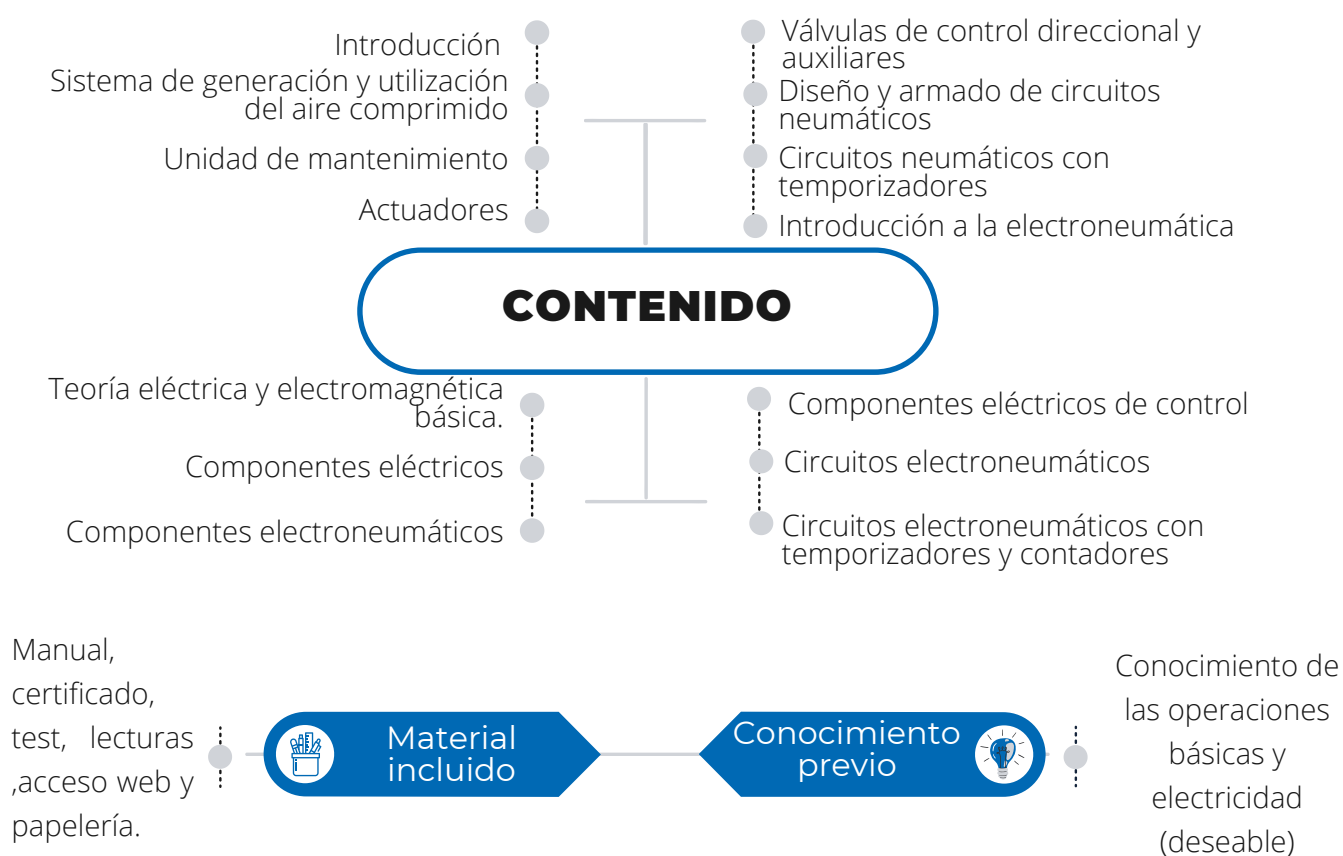 Introducción
Sistema de generación y utilización
del aire comprimido
Unidad de mantenimiento
Actuadores
Válvulas de control direccional y
auxiliares
Diseño y armado de circuitos
neumáticos
Circuitos neumáticos con
temporizadores
Introducción a la electroneumática
CONTENIDO
Teoría eléctrica y electromagnética
básica.
Componentes eléctricos
Componentes electroneumáticos
Componentes eléctricos de control
Circuitos electroneumáticos
Circuitos electroneumáticos con
temporizadores y contadores
Manual,
certificado,
test, lecturas
,acceso web y
papelería.
Material
incluido
Conocimiento
previo
Conocimiento de
las operaciones
básicas y
electricidad
(deseable)